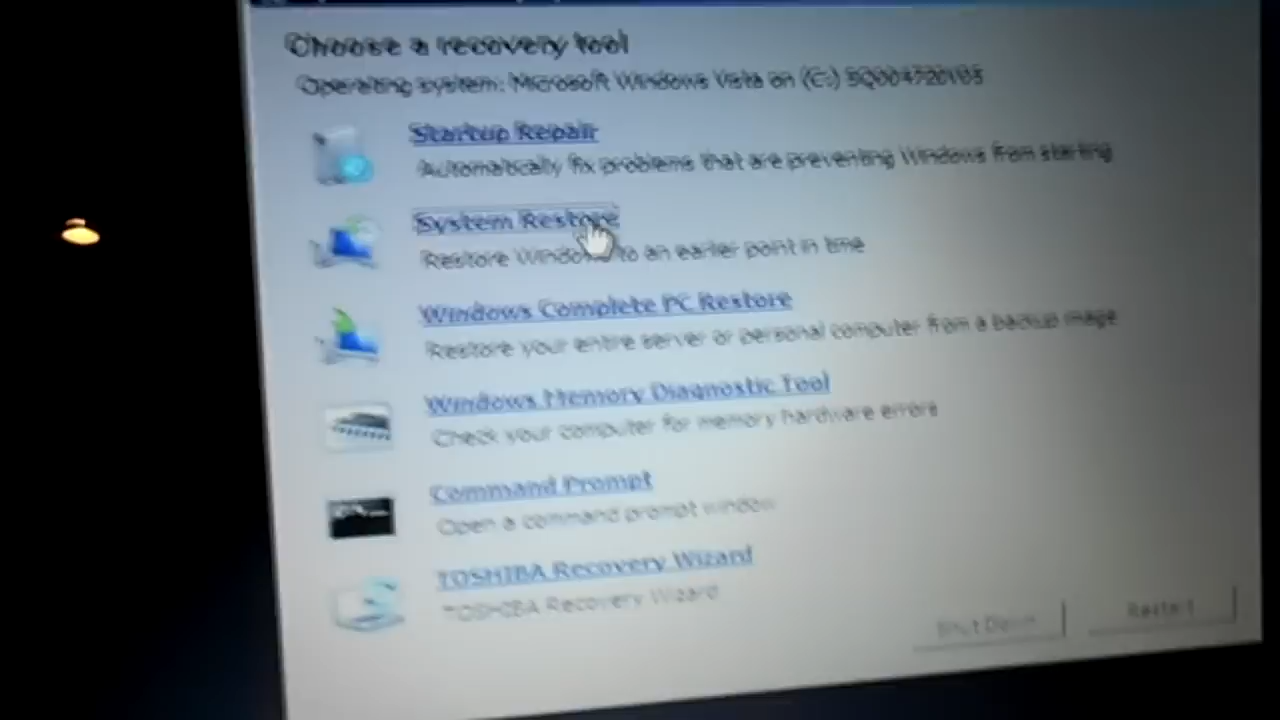 Choose a recovery tool
Operating system: Microsoft Windows Vista on (C:)
Startup Repair
Automatically fix problems that are preventing Windows from starting
System Restore
Restore Windows to an earlier point in time
Windows Complete PC Restore
Restore your entire server or personal computer from a backup image
Windows Memory Diagnostic Tool
Check your computer for memory hardware errors
Command Prompt
Open a command prompt window
TOSHIBA Recovery Wizard
TOSHIBA Recovery Wizard
Shut Down
Restart